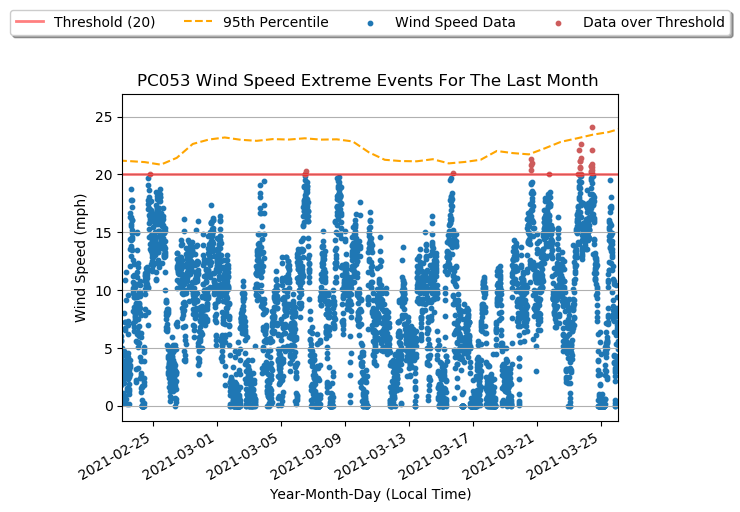 Threshold (20) 95th Percentile Wind Speed Data Data over Threshold
PC053 Wind Speed Extreme Events For The Last Month
Wind Speed (mph)
25
20
15
10
5
0
2021-02-25 2021-03-01 2021-03-05 2021-03-09 2021-03-13 2021-03-17 2021-03-21 2021-03-25
Year-Month-Day (Local Time)